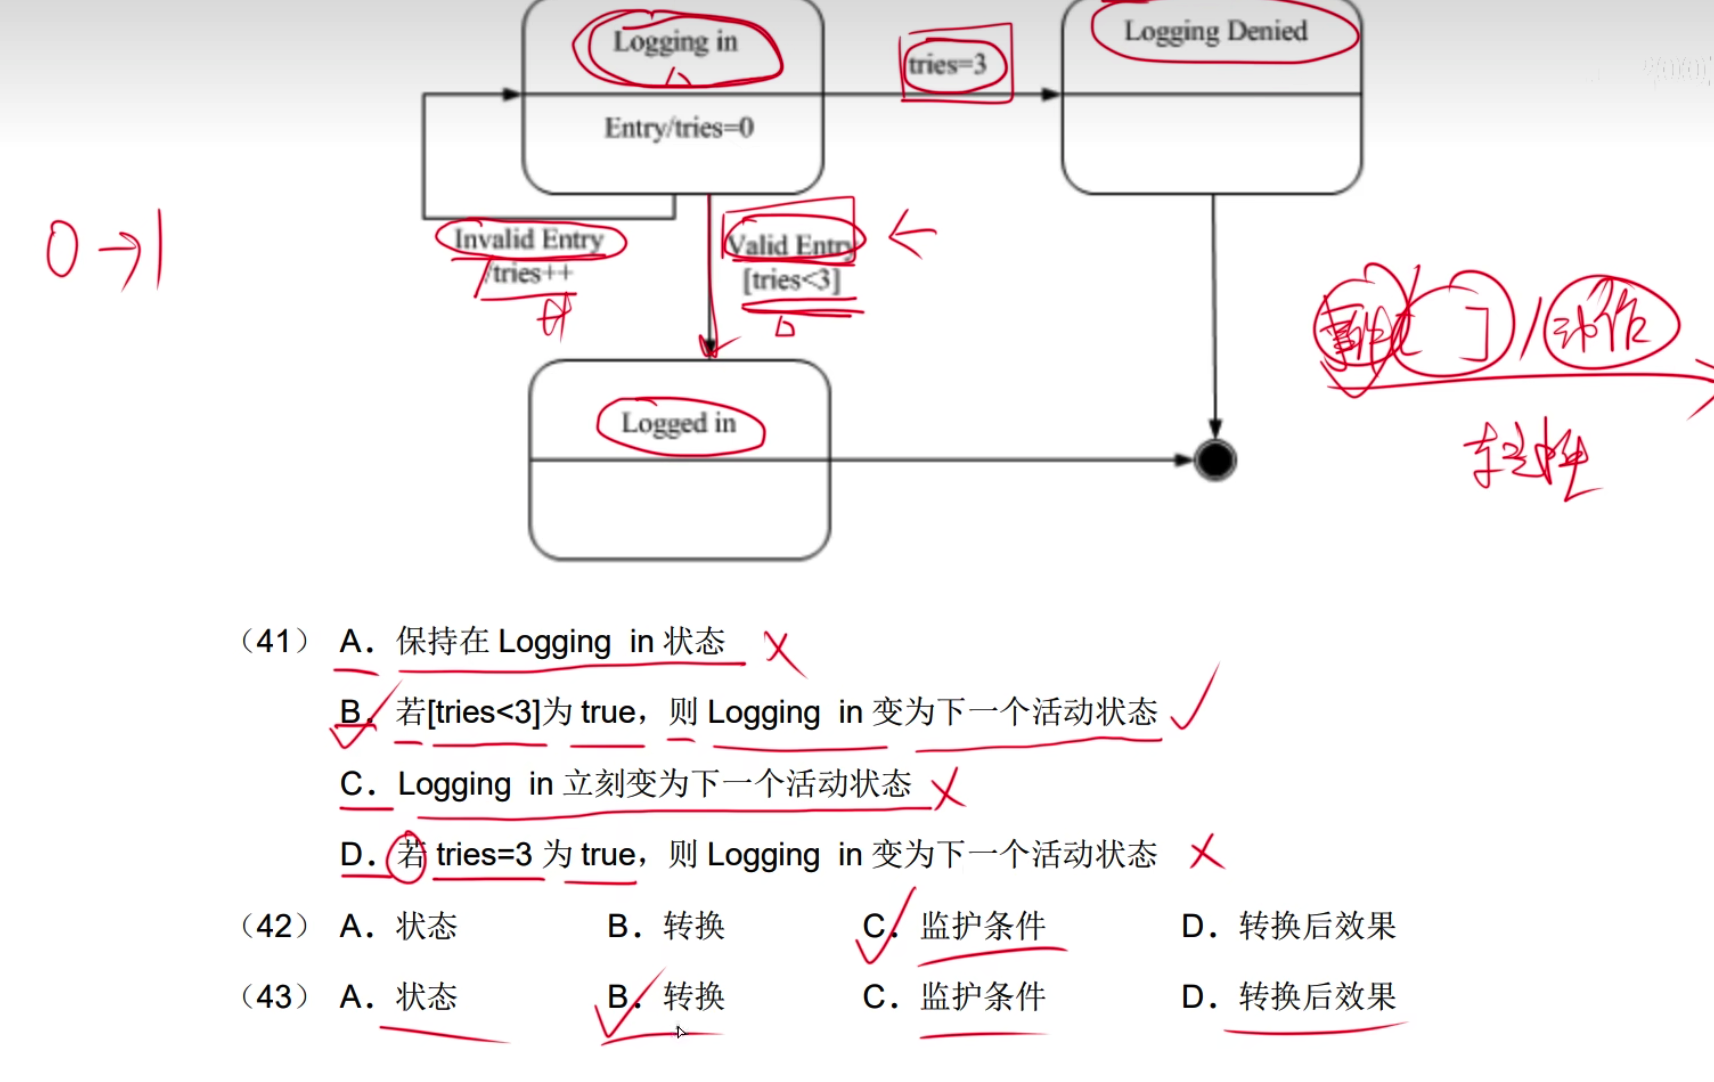 Logging in
tries=3
Logging Denied
Entry/tries=0
0→1
Invalid Entry
/tries++
Valid Entry
[tries<3]
事件[ ]/动作
Logged in
（41） A． 保持在 Logging in 状态
B． 若[tries<3]为 true，则 Logging in 变为下一个活动状态
C． Logging in 立刻变为下一个活动状态
D． 若 tries=3 为 true，则 Logging in 变为下一个活动状态
（42） A． 状态 B． 转换 C． 监护条件 D． 转换后效果
（43） A． 状态 B． 转换 C． 监护条件 D． 转换后效果